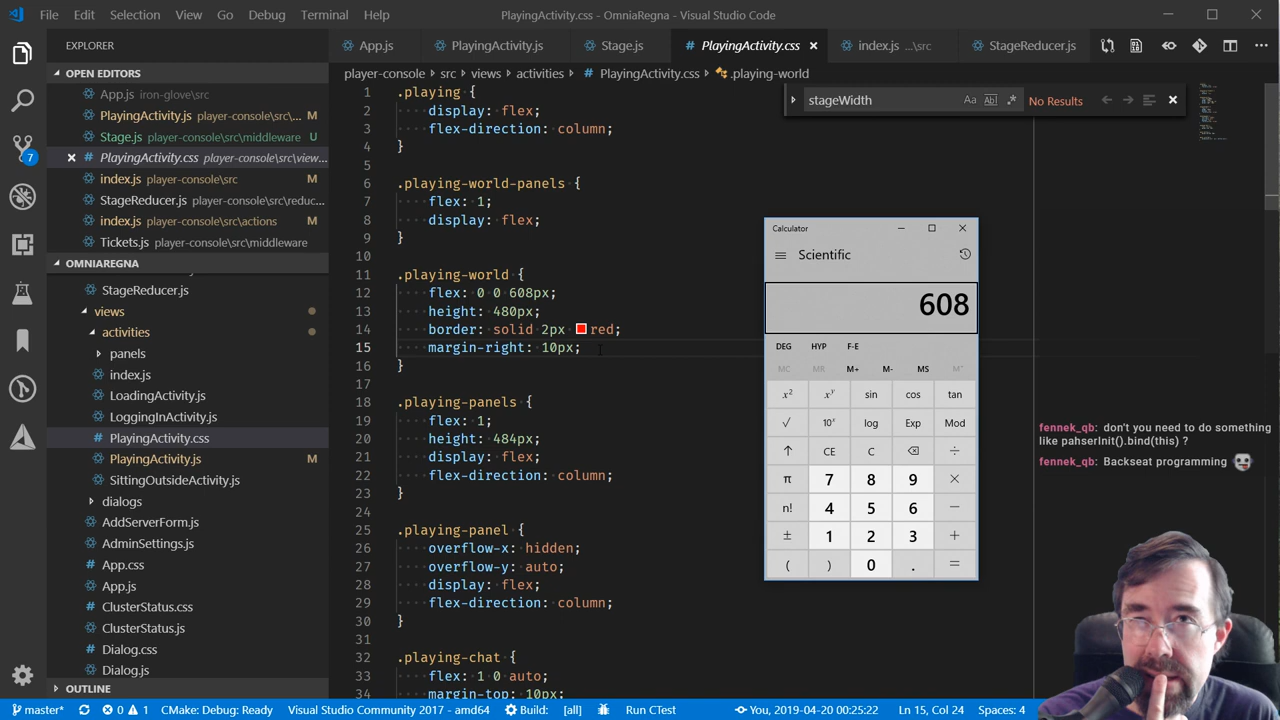 File Edit Selection View Go Debug Terminal Help PlayingActivity.css - OmniaRegna - Visual Studio Code
EXPLORER
App.js PlayingActivity.js Stage.js PlayingActivity.css index.js ...\src StageReducer.js
OPEN EDITORS
App.js iron-glove\src
PlayingActivity.js player-console\src\... M
Stage.js player-console\src\middleware U
PlayingActivity.css player-console\src\view...
index.js player-console\src M
StageReducer.js player-console\src\reduc...
index.js player-console\src\actions M
Tickets.js player-console\src\middleware
OMNIAREGNA
StageReducer.js
views
activities
panels
index.js
LoadingActivity.js
LoggingInActivity.js
PlayingActivity.css
PlayingActivity.js M
SittingOutsideActivity.js
dialogs
AddServerForm.js
AdminSettings.js
App.css
App.js
ClusterStatus.css
ClusterStatus.js
Dialog.css
Dialog.js
OUTLINE
7
player-console > src > views > activities > # PlayingActivity.css > .playing-world
stageWidth Aa Abl .* No Results
1 .playing {
2 display: flex;
3 flex-direction: column;
4 }
5
6 .playing-world-panels {
7 flex: 1;
8 display: flex;
9 }
10
11 .playing-world {
12 flex: 0 0 608px;
13 height: 480px;
14 border: solid 2px red;
15 margin-right: 10px;
16 }
17
18 .playing-panels {
19 flex: 1;
20 height: 484px;
21 display: flex;
22 flex-direction: column;
23 }
24
25 .playing-panel {
26 overflow-x: hidden;
27 overflow-y: auto;
28 display: flex;
29 flex-direction: column;
30 }
31
32 .playing-chat {
33 flex: 1 0 auto;
34 margin-top: 10px;
Calculator
Scientific
608
DEG HYP F-E
MC MR M+ M- MS M˅
x² xʸ sin cos tan
√ 10ˣ log Exp Mod
↑ CE C ⌫ ÷
π 7 8 9 ×
n! 4 5 6 −
± 1 2 3 +
( ) 0 . =
fennek_qb: don't you need to do something
like pahserInit().bind(this) ?
fennek_qb: Backseat programming
master* 0 1 CMake: Debug: Ready Visual Studio Community 2017 - amd64 Build: [all] Run CTest You, 2019-04-20 00:25:22 Ln 15, Col 24 Spaces: 4